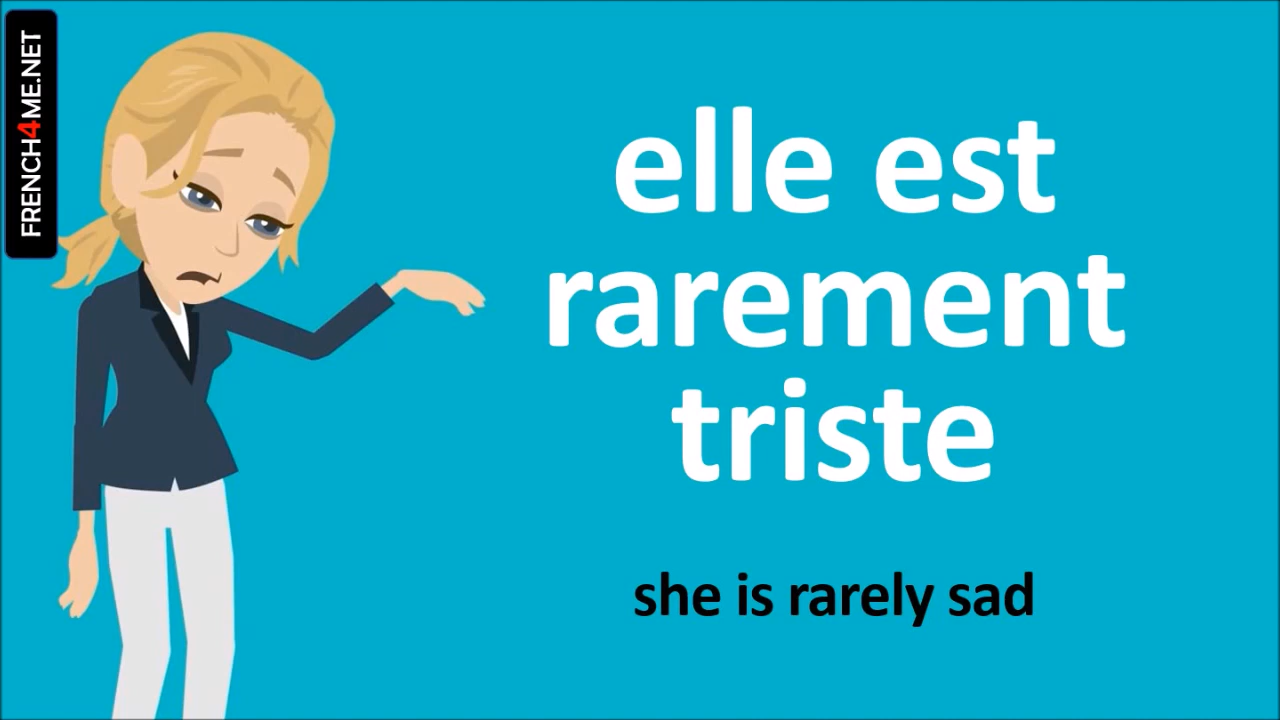 FRENCH4ME.NET
elle est
rarement
triste
she is rarely sad